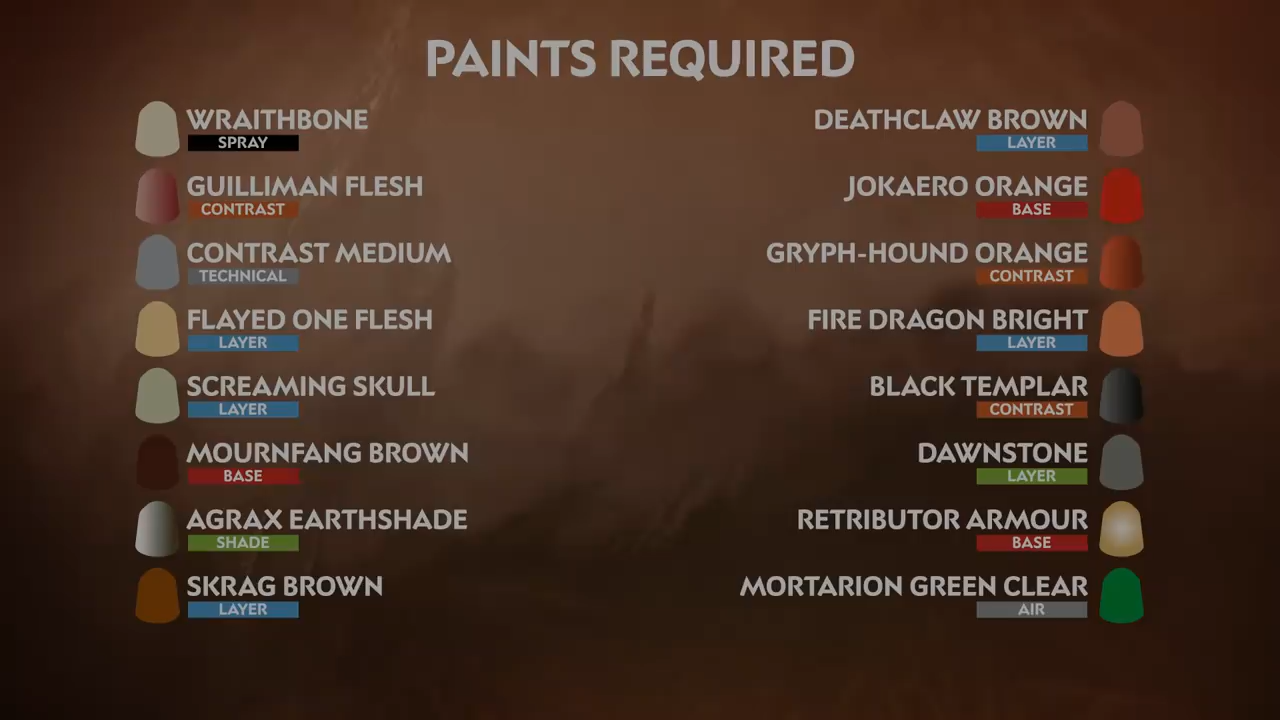 PAINTS REQUIRED
WRAITHBONE
SPRAY
GUILLIMAN FLESH
CONTRAST
CONTRAST MEDIUM
TECHNICAL
FLAYED ONE FLESH
LAYER
SCREAMING SKULL
LAYER
MOURNFANG BROWN
BASE
AGRAX EARTHSHADE
SHADE
SKRAG BROWN
LAYER
DEATHCLAW BROWN
LAYER
JOKAERO ORANGE
BASE
GRYPH-HOUND ORANGE
CONTRAST
FIRE DRAGON BRIGHT
LAYER
BLACK TEMPLAR
CONTRAST
DAWNSTONE
LAYER
RETRIBUTOR ARMOUR
BASE
MORTARION GREEN CLEAR
AIR